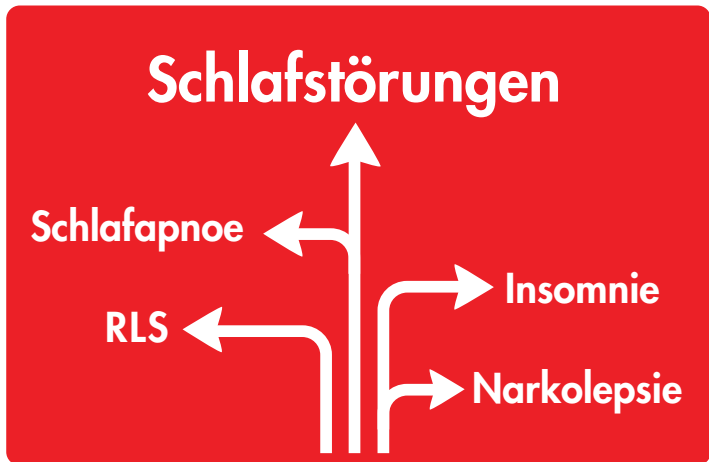 Schlafstörungen
Schlafapnoe
Insomnie
RLS
Narkolepsie